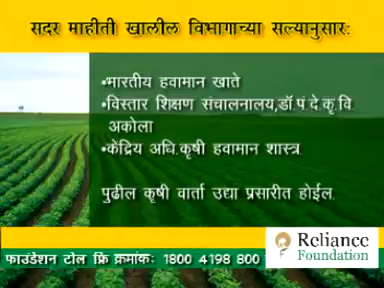 सदर माहीती खालील विभागाच्या सल्यानुसार:
•भारतीय हवामान खाते
•विस्तार शिक्षण संचालनालय,डॉ.पं.दे.कृ.वि.
अकोला
•केंद्रिय अधि.कृषी हवामान शास्त्र.
पुढील कृषी वार्ता उद्या प्रसारीत होईल.
Reliance
Foundation
फाउंडेशन टोल फ्रि क्रमांकः 1800 4198 800